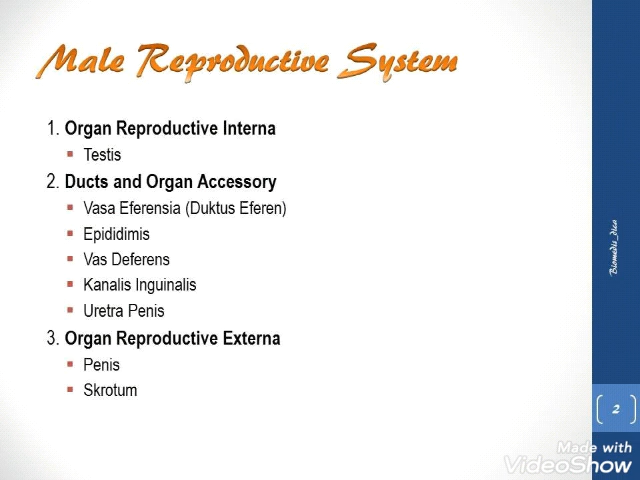 Male Reproductive System
1. Organ Reproductive Interna
Testis
2. Ducts and Organ Accessory
Vasa Eferensia (Duktus Eferen)
Epididimis
Vas Deferens
Kanalis Inguinalis
Uretra Penis
3. Organ Reproductive Externa
Penis
Skrotum
Biomedis_dica
2
Made with
VideoShow